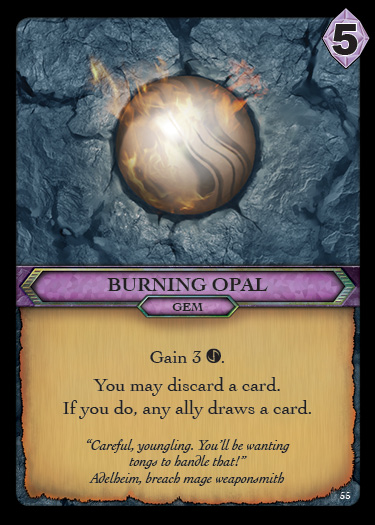 5
BURNING OPAL
GEM
Gain 3 .
You may discard a card.
If you do, any ally draws a card.
“Careful, youngling. You’ll be wanting
tongs to handle that!”
Adelheim, breach mage weaponsmith
55